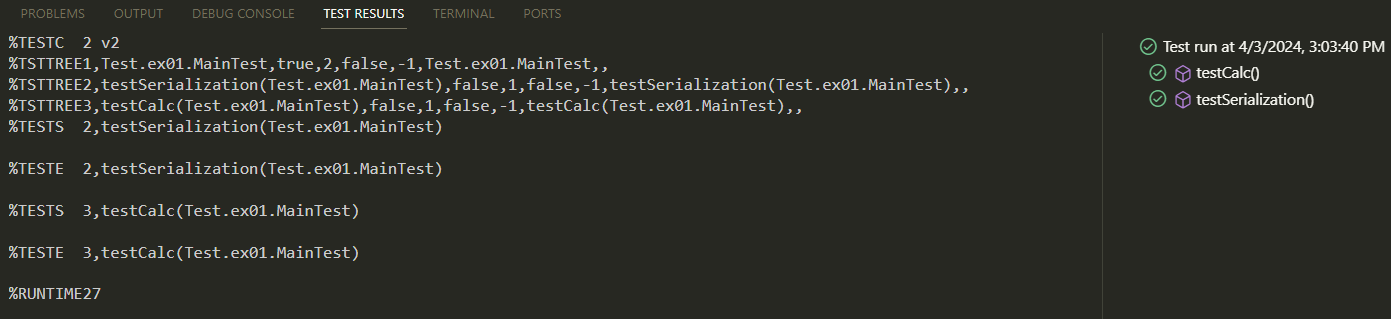 PROBLEMS OUTPUT DEBUG CONSOLE TEST RESULTS TERMINAL PORTS
%TESTC  2 v2
%TSTTREE1,Test.ex01.MainTest,true,2,false,-1,Test.ex01.MainTest,,
%TSTTREE2,testSerialization(Test.ex01.MainTest),false,1,false,-1,testSerialization(Test.ex01.MainTest),,
%TSTTREE3,testCalc(Test.ex01.MainTest),false,1,false,-1,testCalc(Test.ex01.MainTest),,
%TESTS  2,testSerialization(Test.ex01.MainTest)
%TESTE  2,testSerialization(Test.ex01.MainTest)
%TESTS  3,testCalc(Test.ex01.MainTest)
%TESTE  3,testCalc(Test.ex01.MainTest)
%RUNTIME27
Test run at 4/3/2024, 3:03:40 PM
testCalc()
testSerialization()